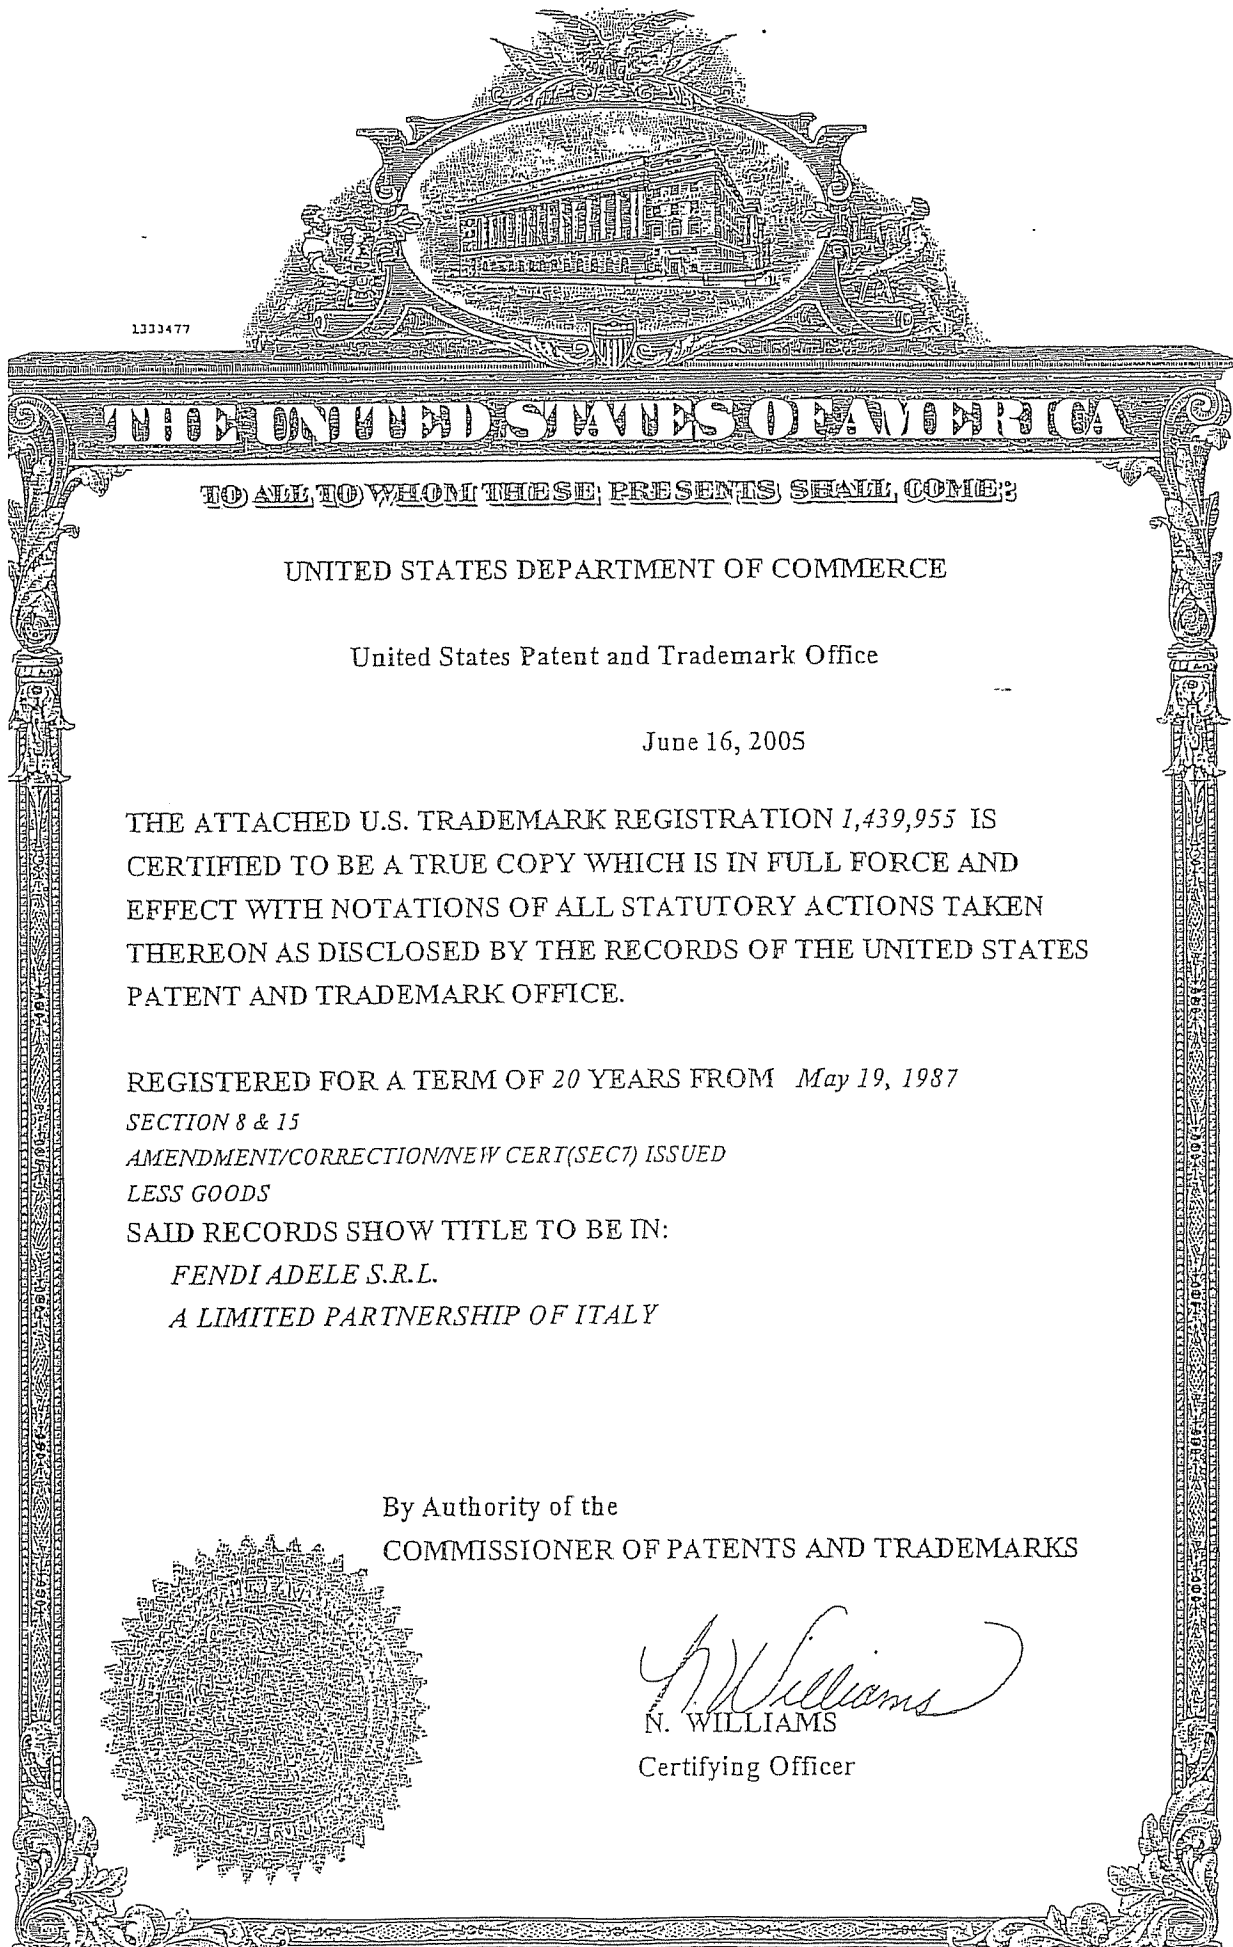 1333477
THE UNITED STATES OF AMERICA
TO ALL TO WHOM THESE PRESENTS SHALL COME:
UNITED STATES DEPARTMENT OF COMMERCE
United States Patent and Trademark Office
June 16, 2005
THE ATTACHED U.S. TRADEMARK REGISTRATION 1,439,955 IS
CERTIFIED TO BE A TRUE COPY WHICH IS IN FULL FORCE AND
EFFECT WITH NOTATIONS OF ALL STATUTORY ACTIONS TAKEN
THEREON AS DISCLOSED BY THE RECORDS OF THE UNITED STATES
PATENT AND TRADEMARK OFFICE.
REGISTERED FOR A TERM OF 20 YEARS FROM May 19, 1987
SECTION 8 & 15
AMENDMENT/CORRECTION/NEW CERT(SEC7) ISSUED
LESS GOODS
SAID RECORDS SHOW TITLE TO BE IN:
FENDI ADELE S.R.L.
A LIMITED PARTNERSHIP OF ITALY
By Authority of the
COMMISSIONER OF PATENTS AND TRADEMARKS
N. Williams
N. WILLIAMS
Certifying Officer